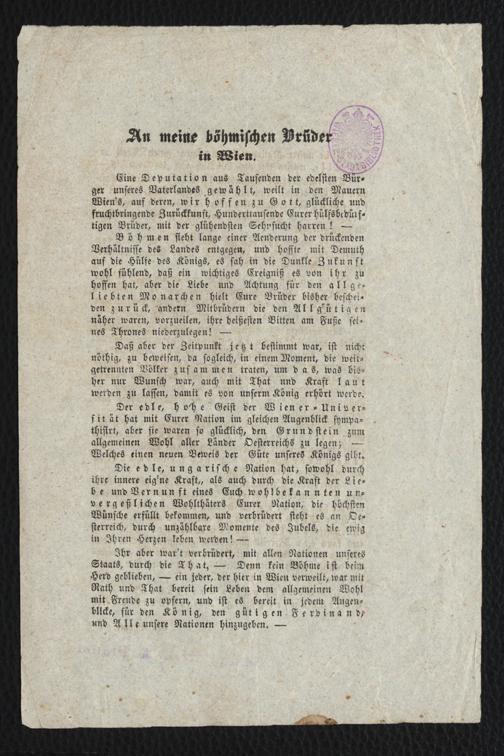 An meine böhmischen Brüder
in Wien.
Eine Deputation aus Tausenden der edelsten Bür-
ger unseres Vaterlandes gewählt, weilt in den Mauern
Wien's, auf deren, wir hoffen zu Gott, glückliche und
fruchtbringende Zurückkunft, Hunderttausende Eurer hülfsbedürf-
tigen Brüder, mit der glühendsten Sehnsucht harren! —
Böhmen sieht lange einer Aenderung der drückenden
Verhältnisse des Landes entgegen, und hoffte mit Demuth
auf die Hülfe des Königs, es sah in die Dunkle Zukunft
wohl fühlend, daß ein wichtiges Ereigniß es von ihr zu
hoffen hat, aber die Liebe und Achtung für den allge-
liebten Monarchen hielt Eure Brüder bisher beschei-
den zurück, andern Mitbrüdern die den Allgütigen
näher waren, vorzueilen, ihre heißesten Bitten am Fuße sei-
nes Thrones niederzulegen! —
Daß aber der Zeitpunkt jetzt bestimmt war, ist nicht
nöthig, zu beweisen, da sogleich, in einem Moment, die weit-
getrennten Völker zusammen traten, um das, was bis-
her nur Wunsch war, auch mit That und Kraft laut
werden zu lassen, damit es von unserm König erhört werde.
Der edle, hohe Geist der Wiener-Univer-
sität hat mit Eurer Nation im gleichen Augenblick sympa-
thisirt, aber sie waren so glücklich, den Grundstein zum
allgemeinen Wohl aller Länder Oesterreichs zu legen; —
Welches einen neuen Beweis der Güte unseres Königs gibt.
Die edle, ungarische Nation hat, sowohl durch
ihre innere eig'ne Kraft, als auch durch die Kraft der Lie-
be und Vernunft eines Euch wohlbekannten un-
vergeßlichen Wohlthäters Eurer Nation, die höchsten
Wünsche erfüllt bekommen, und verbrüdert steht es an Oe-
sterreich, durch unzählbare Momente des Jubels, die ewig
in Ihren Herzen leben werden! —
Ihr aber war't verbrüdert, mit allen Nationen unseres
Staats, durch die That, — Denn kein Böhme ist beim
Herd geblieben, — ein jeder, der hier in Wien verweilt, war mit
Rath und That bereit sein Leben dem allgemeinen Wohl
mit Freude zu opfern, und ist es bereit in jedem Augen-
blicke, für den König, den gütigen Ferdinand,
und Alle unsere Nationen hinzugeben. —